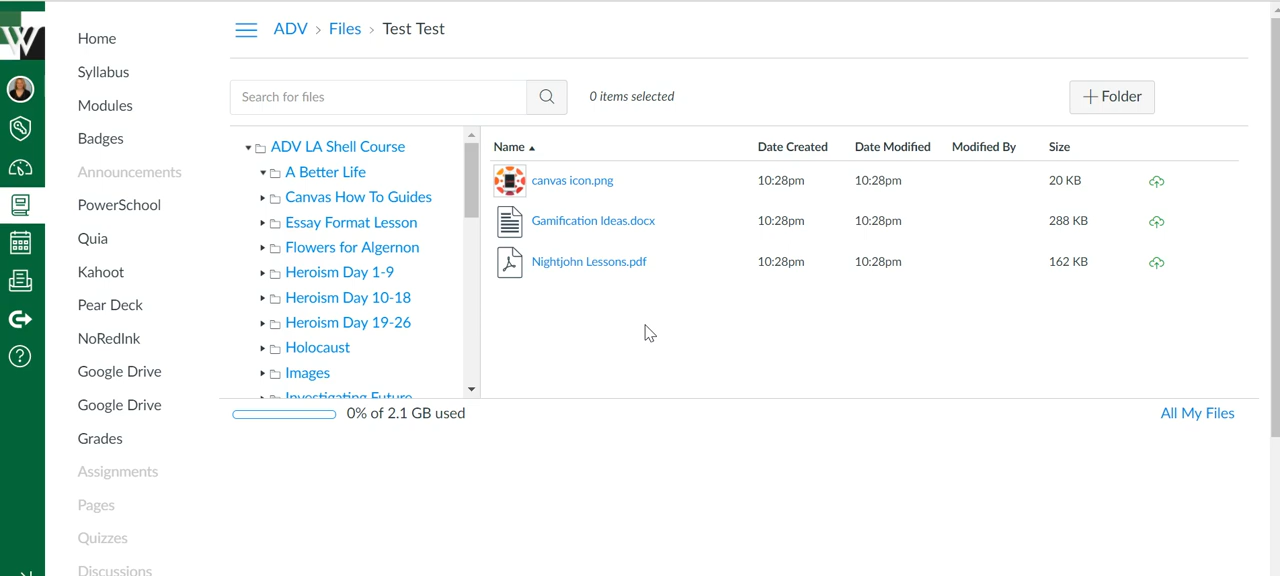 W
Home
Syllabus
Modules
Badges
Announcements
PowerSchool
Quia
Kahoot
Pear Deck
NoRedInk
Google Drive
Google Drive
Grades
Assignments
Pages
Quizzes
Discussions
ADV > Files > Test Test
Search for files
0 items selected
+ Folder
ADV LA Shell Course
A Better Life
Canvas How To Guides
Essay Format Lesson
Flowers for Algernon
Heroism Day 1-9
Heroism Day 10-18
Heroism Day 19-26
Holocaust
Images
Investigating Future
Name Date Created Date Modified Modified By Size
canvas icon.png 10:28pm 10:28pm 20 KB
Gamification Ideas.docx 10:28pm 10:28pm 288 KB
Nightjohn Lessons.pdf 10:28pm 10:28pm 162 KB
0% of 2.1 GB used
All My Files